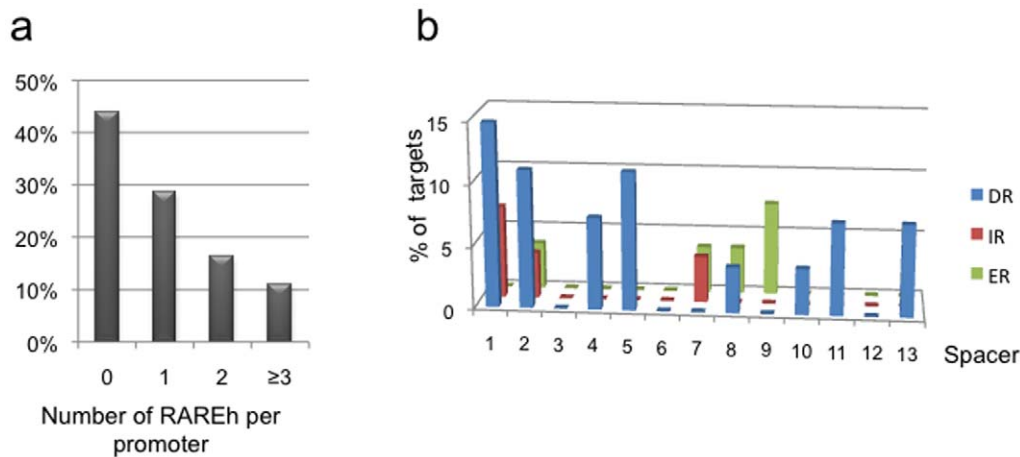 a
50%
40%
30%
20%
10%
0%
0 1 2 ≥3
Number of RAREh per
promoter
b
% of targets
15
10
5
0
1 2 3 4 5 6 7 8 9 10 11 12 13
Spacer
DR
IR
ER